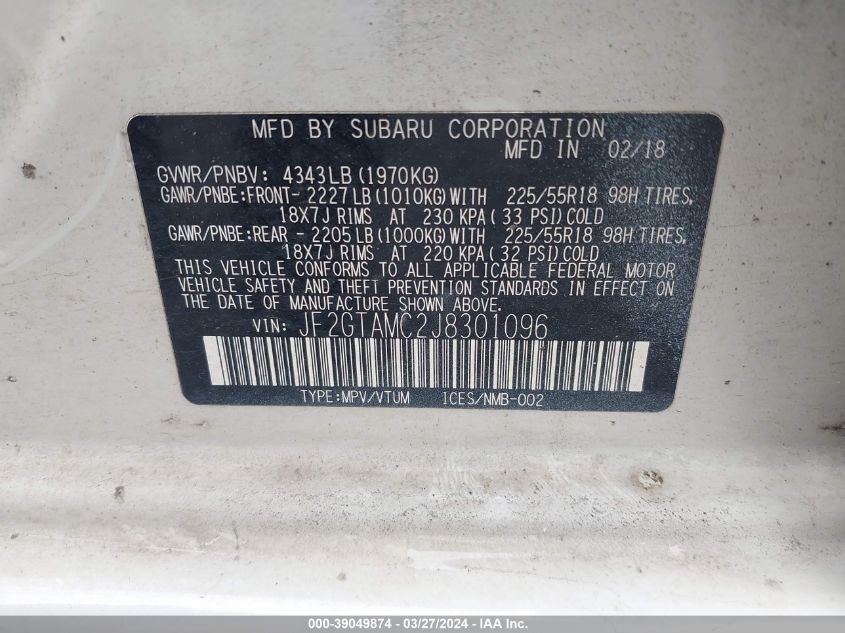 MFD BY SUBARU CORPORATION
MFD IN 02/18
GVWR/PNBV: 4343LB(1970KG)
GAWR/PNBE:FRONT-2227LB(1010KG)WITH 225/55R18 98H TIRES,
18X7J RIMS AT 230 KPA(33 PSI)COLD
GAWR/PNBE:REAR -2205LB(1000KG)WITH 225/55R18 98H TIRES,
18X7J RIMS AT 220 KPA(32 PSI)COLD
THIS VEHICLE CONFORMS TO ALL APPLICABLE FEDERAL MOTOR
VEHICLE SAFETY AND THEFT PREVENTION STANDARDS IN EFFECT ON
THE DATE OF MANUFACTURE SHOWN ABOVE.
VIN: JF2GTAMC2J8301096
TYPE:MPV/VTUM ICES/NMB-002
000-39049874 - 03/27/2024 - IAA Inc.